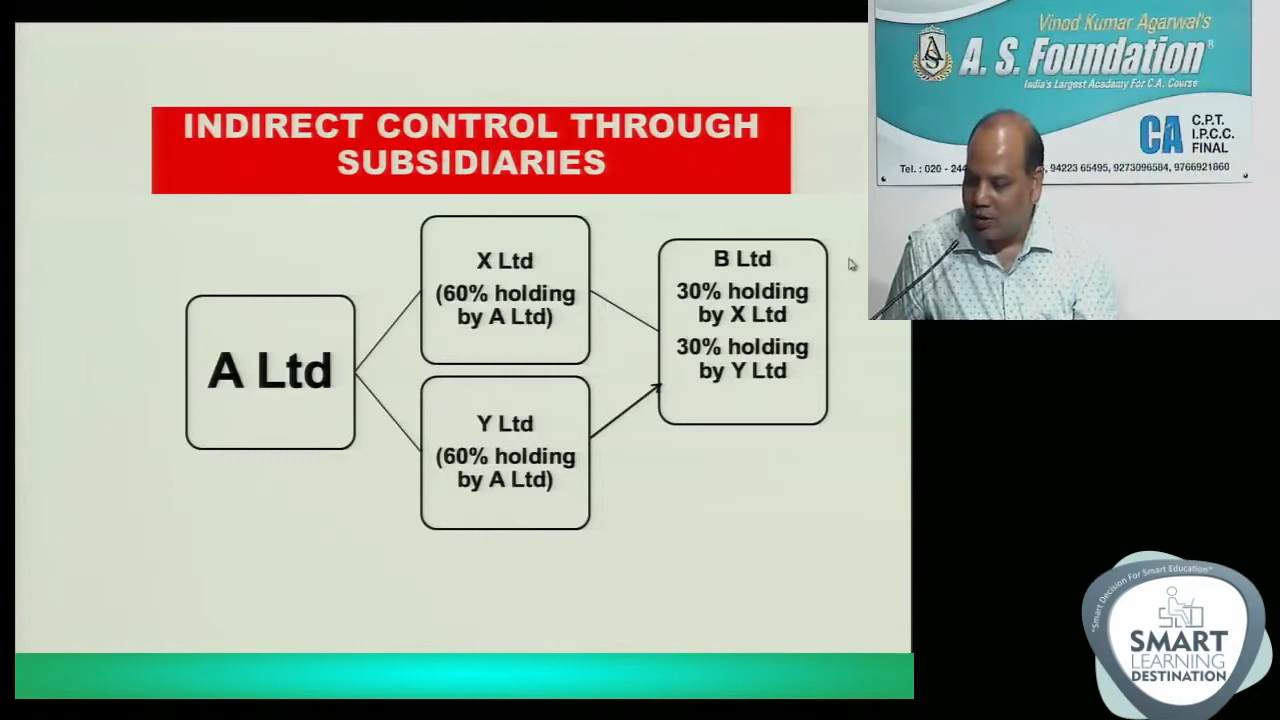 INDIRECT CONTROL THROUGH
SUBSIDIARIES
A Ltd
X Ltd
(60% holding
by A Ltd)
Y Ltd
(60% holding
by A Ltd)
B Ltd
30% holding
by X Ltd
30% holding
by Y Ltd
Vinod Kumar Agarwal's
A. S. Foundation®
India's Largest Academy For C.A. Course
CA
C.P.T.
I.P.C.C.
FINAL
Tel. : 020 - 244 94223 65495, 9273096584, 9766921860
AS
"Smart Decision For Smart Education"
SMART
LEARNING
DESTINATION